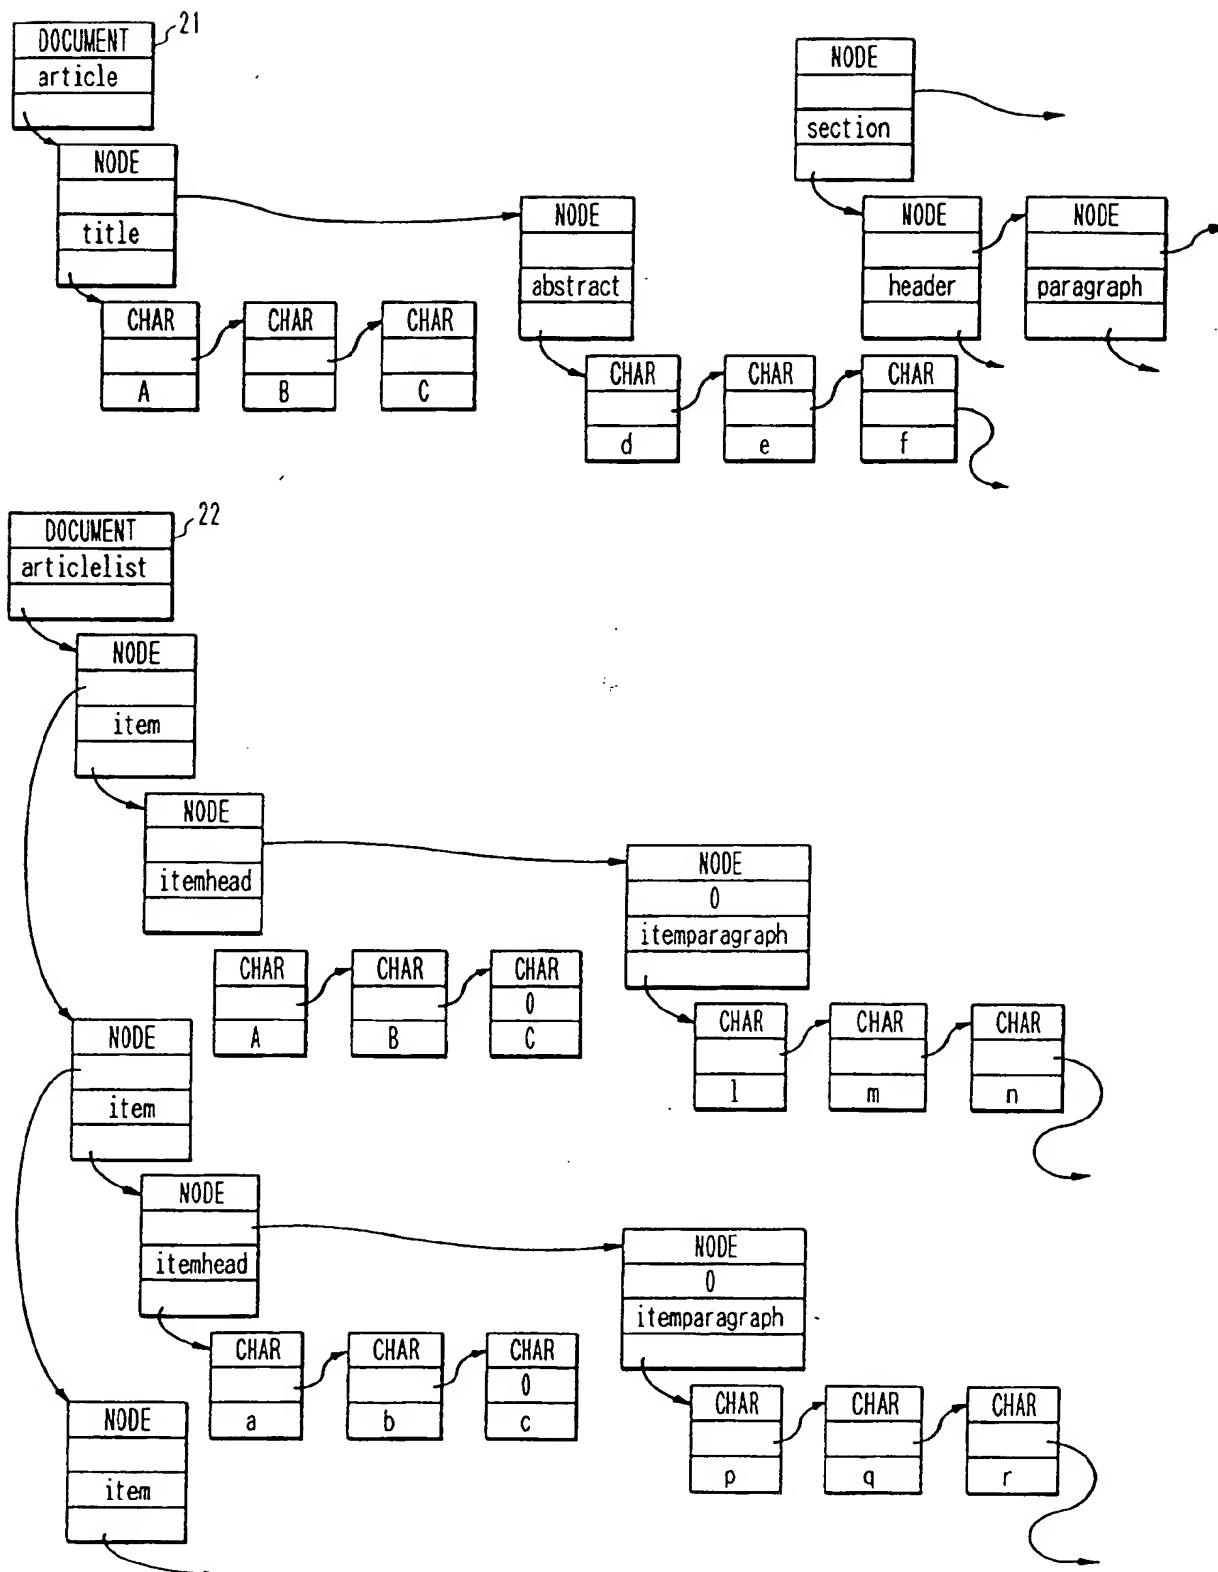 DOCUMENT 21
article
NODE
title
CHAR CHAR CHAR
A B C
NODE
abstract
CHAR CHAR CHAR
d e f
NODE
section
NODE NODE
header paragraph
DOCUMENT 22
articlelist
NODE
item
NODE
itemhead
NODE
0
itemparagraph
CHAR CHAR CHAR
0
A B C
CHAR CHAR CHAR
l m n
NODE
item
NODE
itemhead
NODE
0
itemparagraph
CHAR CHAR CHAR
0
a b c
CHAR CHAR CHAR
p q r
NODE
item